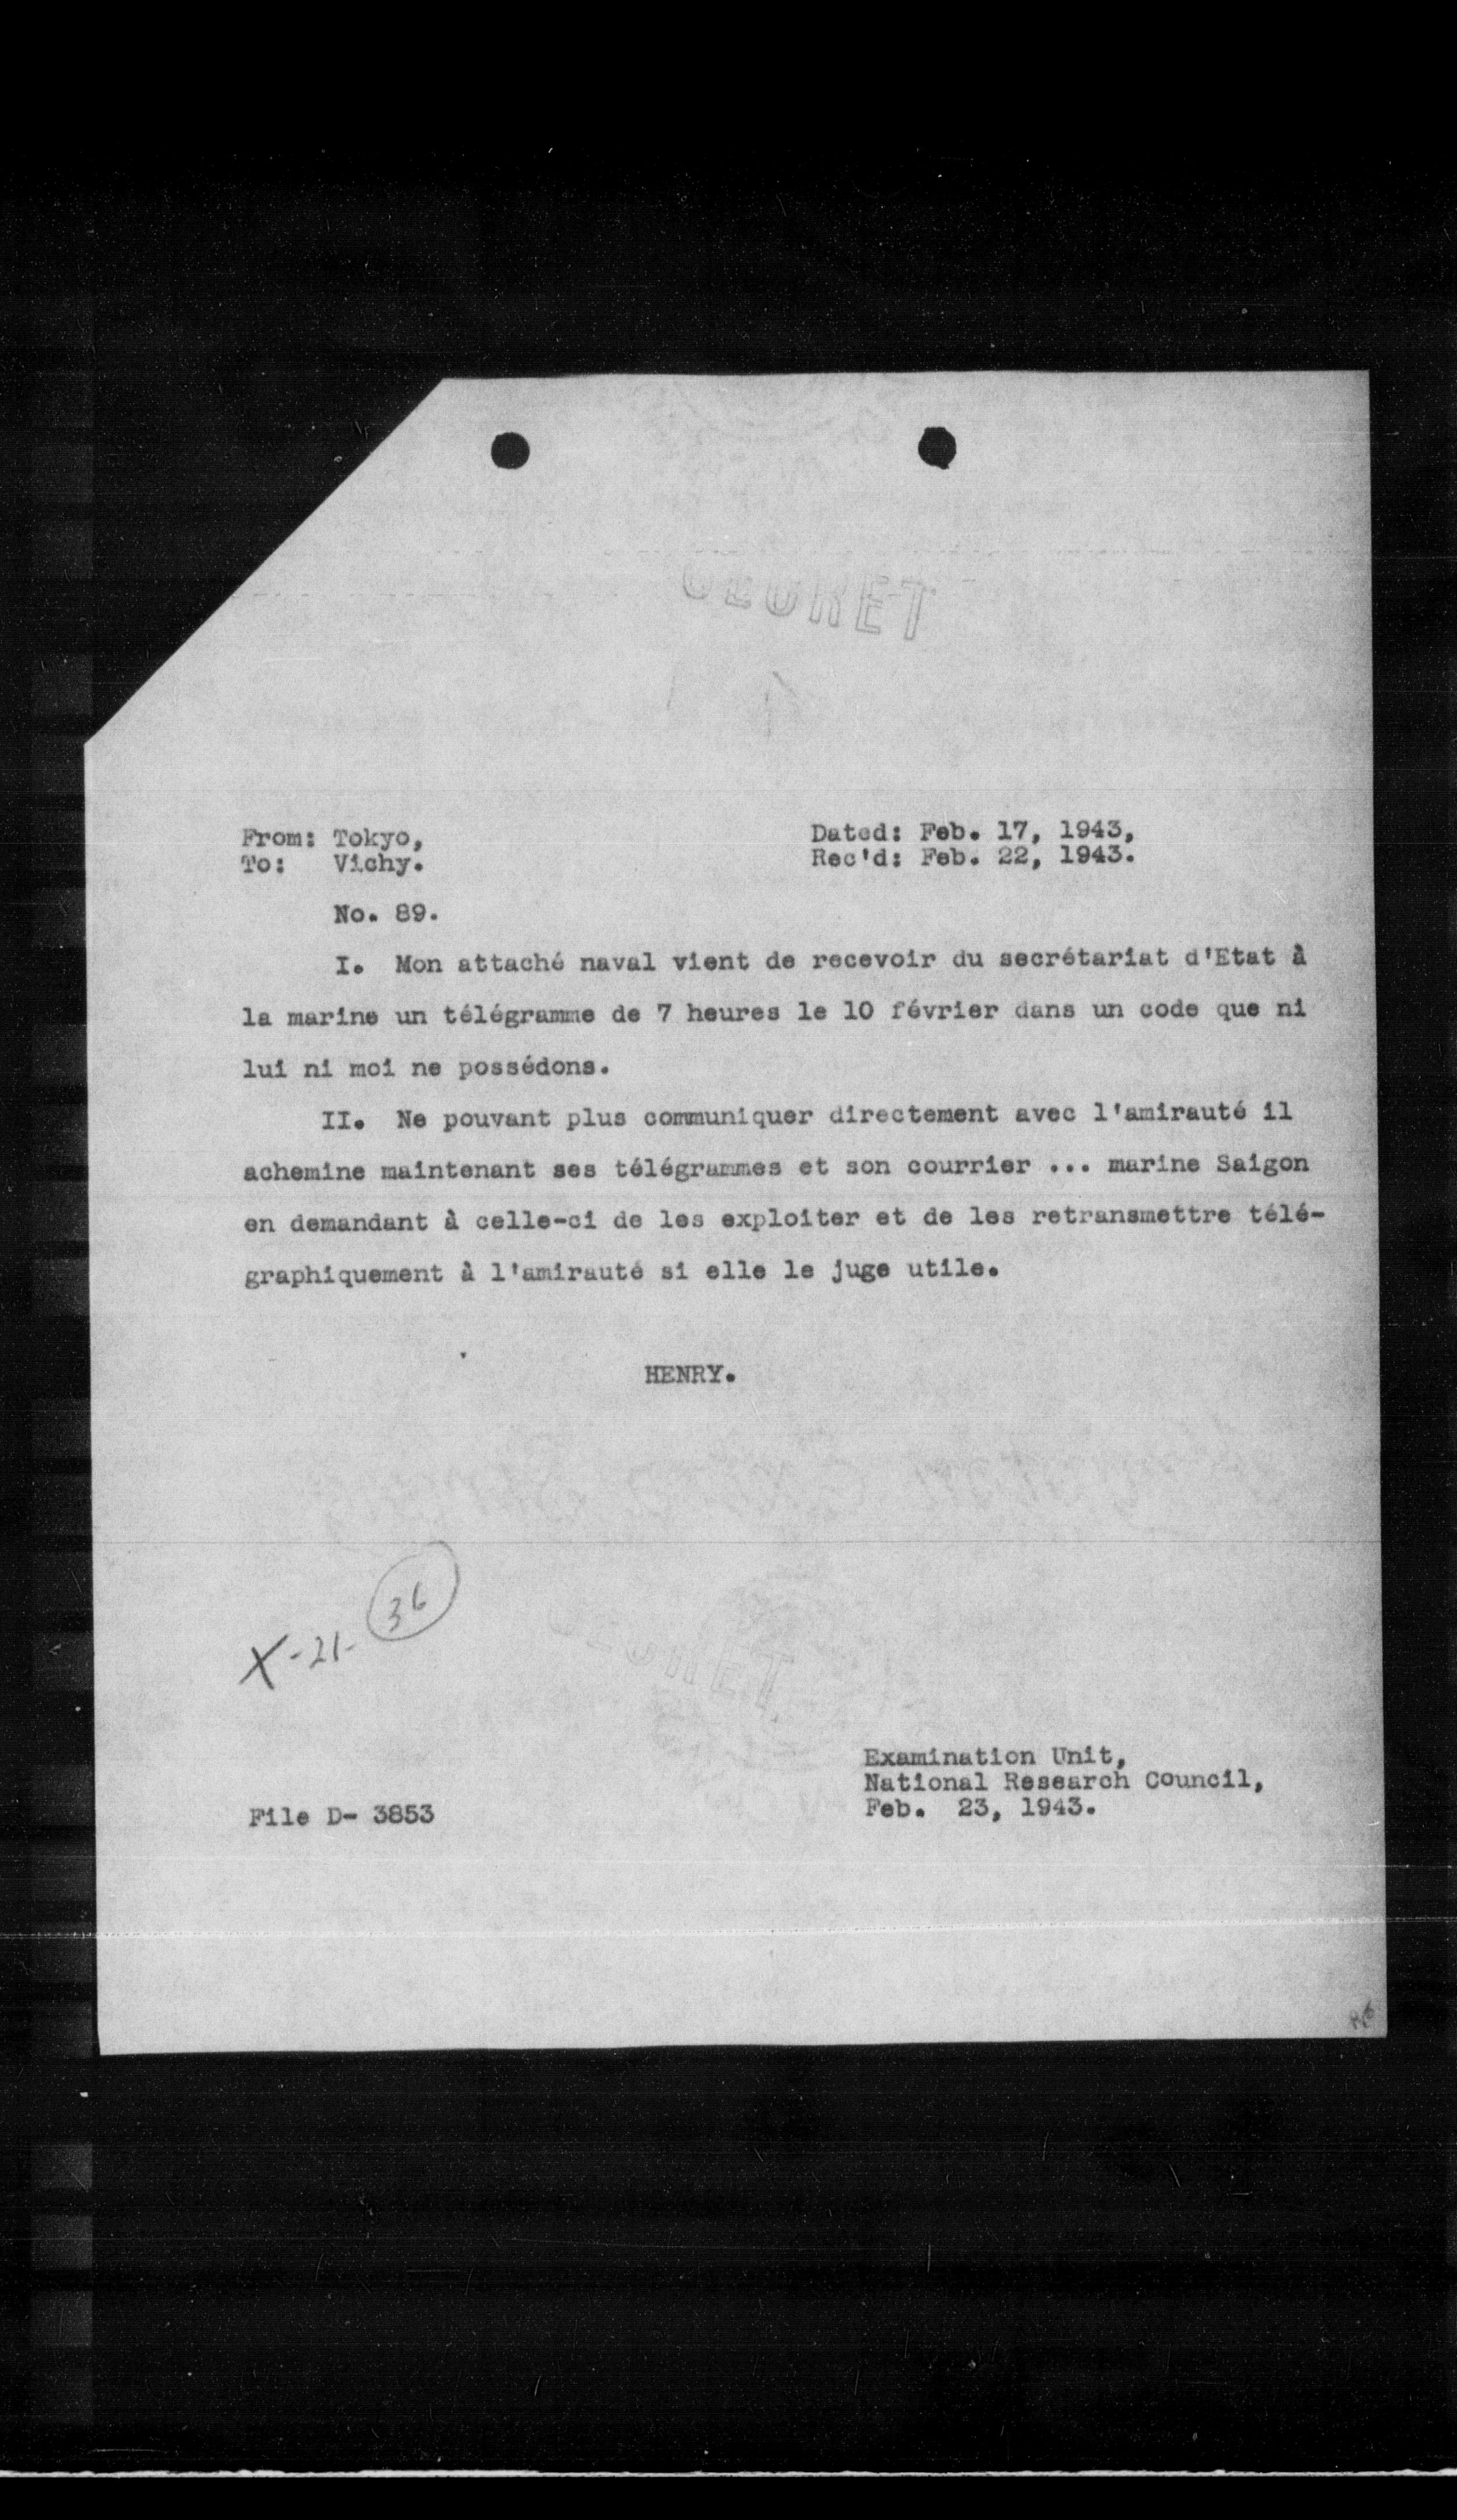 SECRET
From: Tokyo,
To: Vichy.
Dated: Feb. 17, 1943,
Rec'd: Feb. 22, 1943.
No. 89.
I. Mon attaché naval vient de recevoir du secrétariat d'Etat à
la marine un télégramme de 7 heures le 10 février dans un code que ni
lui ni moi ne possédons.
II. Ne pouvant plus communiquer directement avec l'amirauté il
achemine maintenant ses télégrammes et son courrier ... marine Saigon
en demandant à celle-ci de les exploiter et de les retransmettre télé-
graphiquement à l'amirauté si elle le juge utile.
HENRY.
X-21- 36
SECRET
Examination Unit,
National Research Council,
Feb. 23, 1943.
File D- 3853